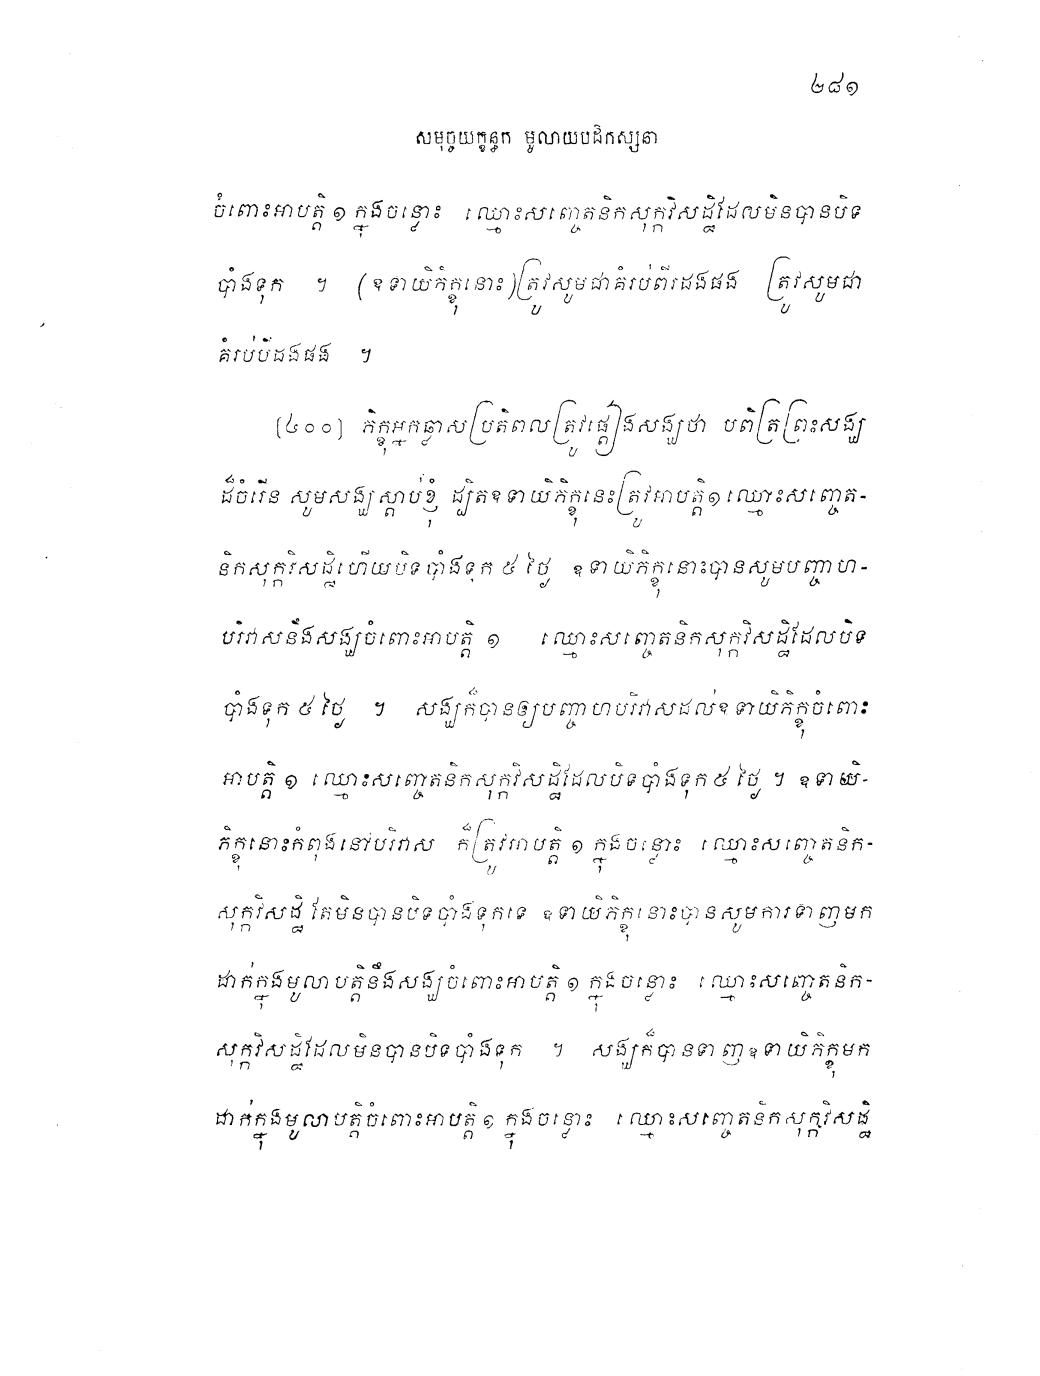 ២៨១
សមុច្ចយក្ខន្ធក មូលាយបដិកស្សនា
ចំពោះអាបត្តិ ១ ក្នុងចន្លោះ ឈ្មោះសញ្ចេតនិកសុក្កវិសដ្ឋិដែលមិនបានបិទ
បាំងទុក ។ (ឧទាយិភិក្ខុនោះ)ត្រូវសូមជាគំរប់ពីរដងផង ត្រូវសូមជា
គំរប់បីដងផង ។
(៤០០) ភិក្ខុអ្នកឆ្លាសប្រតិពលត្រូវផ្តៀងសង្ឃថា បពិត្រព្រះសង្ឃ
ដ៏ចំរើន សូមសង្ឃស្តាប់ខ្ញុំ ដ្បិតឧទាយិភិក្ខុនេះត្រូវអាបត្តិ១ ឈ្មោះសញ្ចេត-
និកសុក្កវិសដ្ឋិហើយបិទបាំងទុក ៥ ថ្ងៃ ឧទាយិភិក្ខុនោះបានសូមបញ្ចាហ-
បរិវាសនឹងសង្ឃចំពោះអាបត្តិ ១ ឈ្មោះសញ្ចេតនិកសុក្កវិសដ្ឋិដែលបិទ
បាំងទុក ៥ ថ្ងៃ ។ សង្ឃក៏បានឲ្យបញ្ចាហបរិវាសដល់ឧទាយិភិក្ខុចំពោះ
អាបត្តិ ១ ឈ្មោះសញ្ចេតនិកសុក្កវិសដ្ឋិដែលបិទបាំងទុក ៥ ថ្ងៃ ។ ឧទាយិ-
ភិក្ខុនោះកំពុងនៅបរិវាស ក៏ត្រូវអាបត្តិ ១ ក្នុងចន្លោះ ឈ្មោះសញ្ចេតនិក-
សុក្កវិសដ្ឋិ តែមិនបានបិទបាំងទុកទេ ឧទាយិភិក្ខុនោះបានសូមការទាញមក
ដាក់ក្នុងមូលាបត្តិនឹងសង្ឃចំពោះអាបត្តិ ១ ក្នុងចន្លោះ ឈ្មោះសញ្ចេតនិក-
សុក្កវិសដ្ឋិដែលមិនបានបិទបាំងទុក ។ សង្ឃក៏បានទាញឧទាយិភិក្ខុមក
ដាក់ក្នុងមូលាបត្តិចំពោះអាបត្តិ ១ ក្នុងចន្លោះ ឈ្មោះសញ្ចេតនិកសុក្កវិសដ្ឋិ